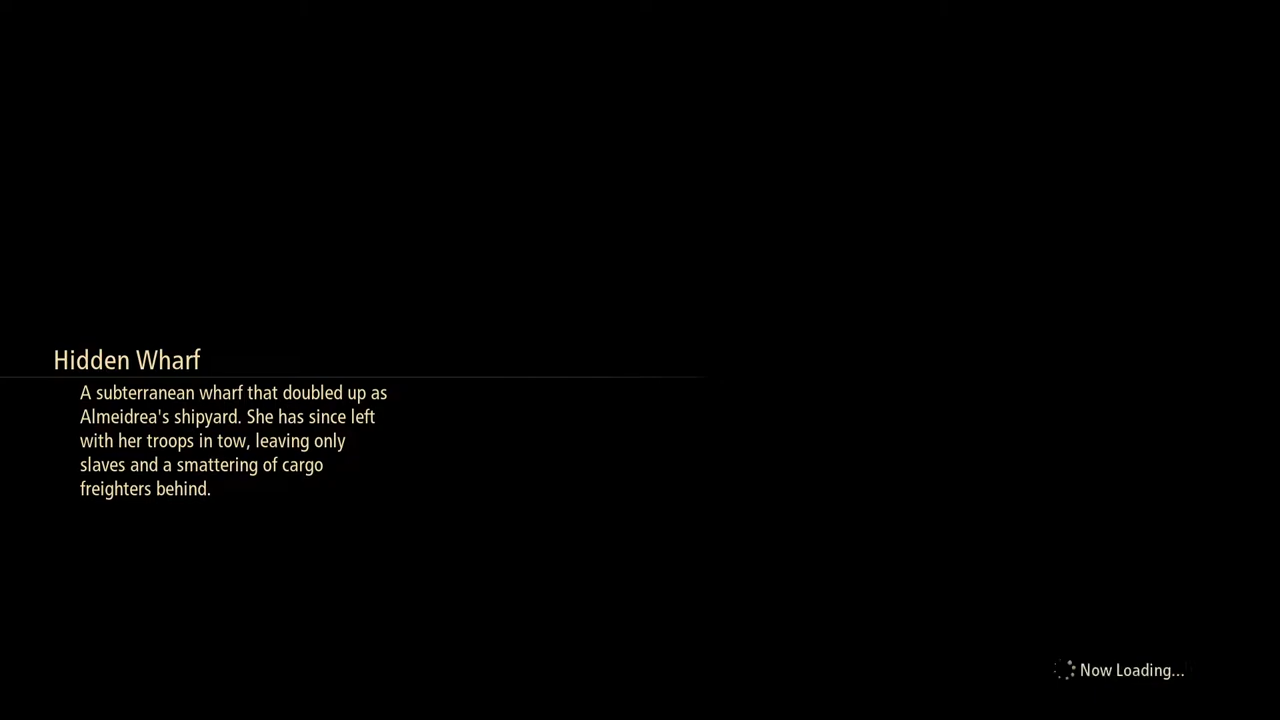 Hidden Wharf
A subterranean wharf that doubled up as
Almeidrea's shipyard. She has since left
with her troops in tow, leaving only
slaves and a smattering of cargo
freighters behind.
Now Loading...